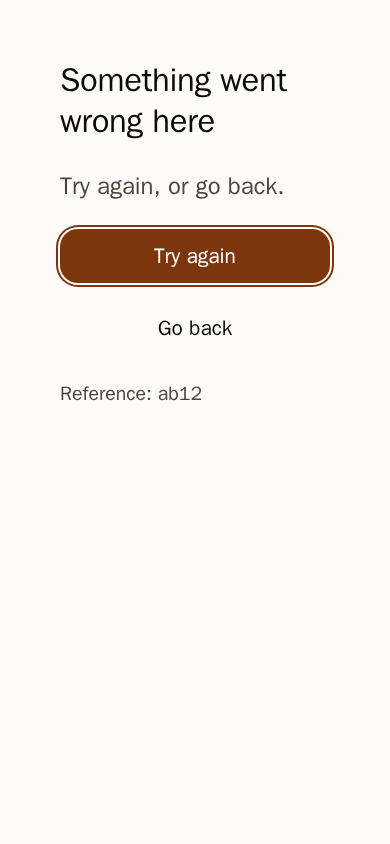 Something went
wrong here
Try again, or go back.
Try again
Go back
Reference: ab12